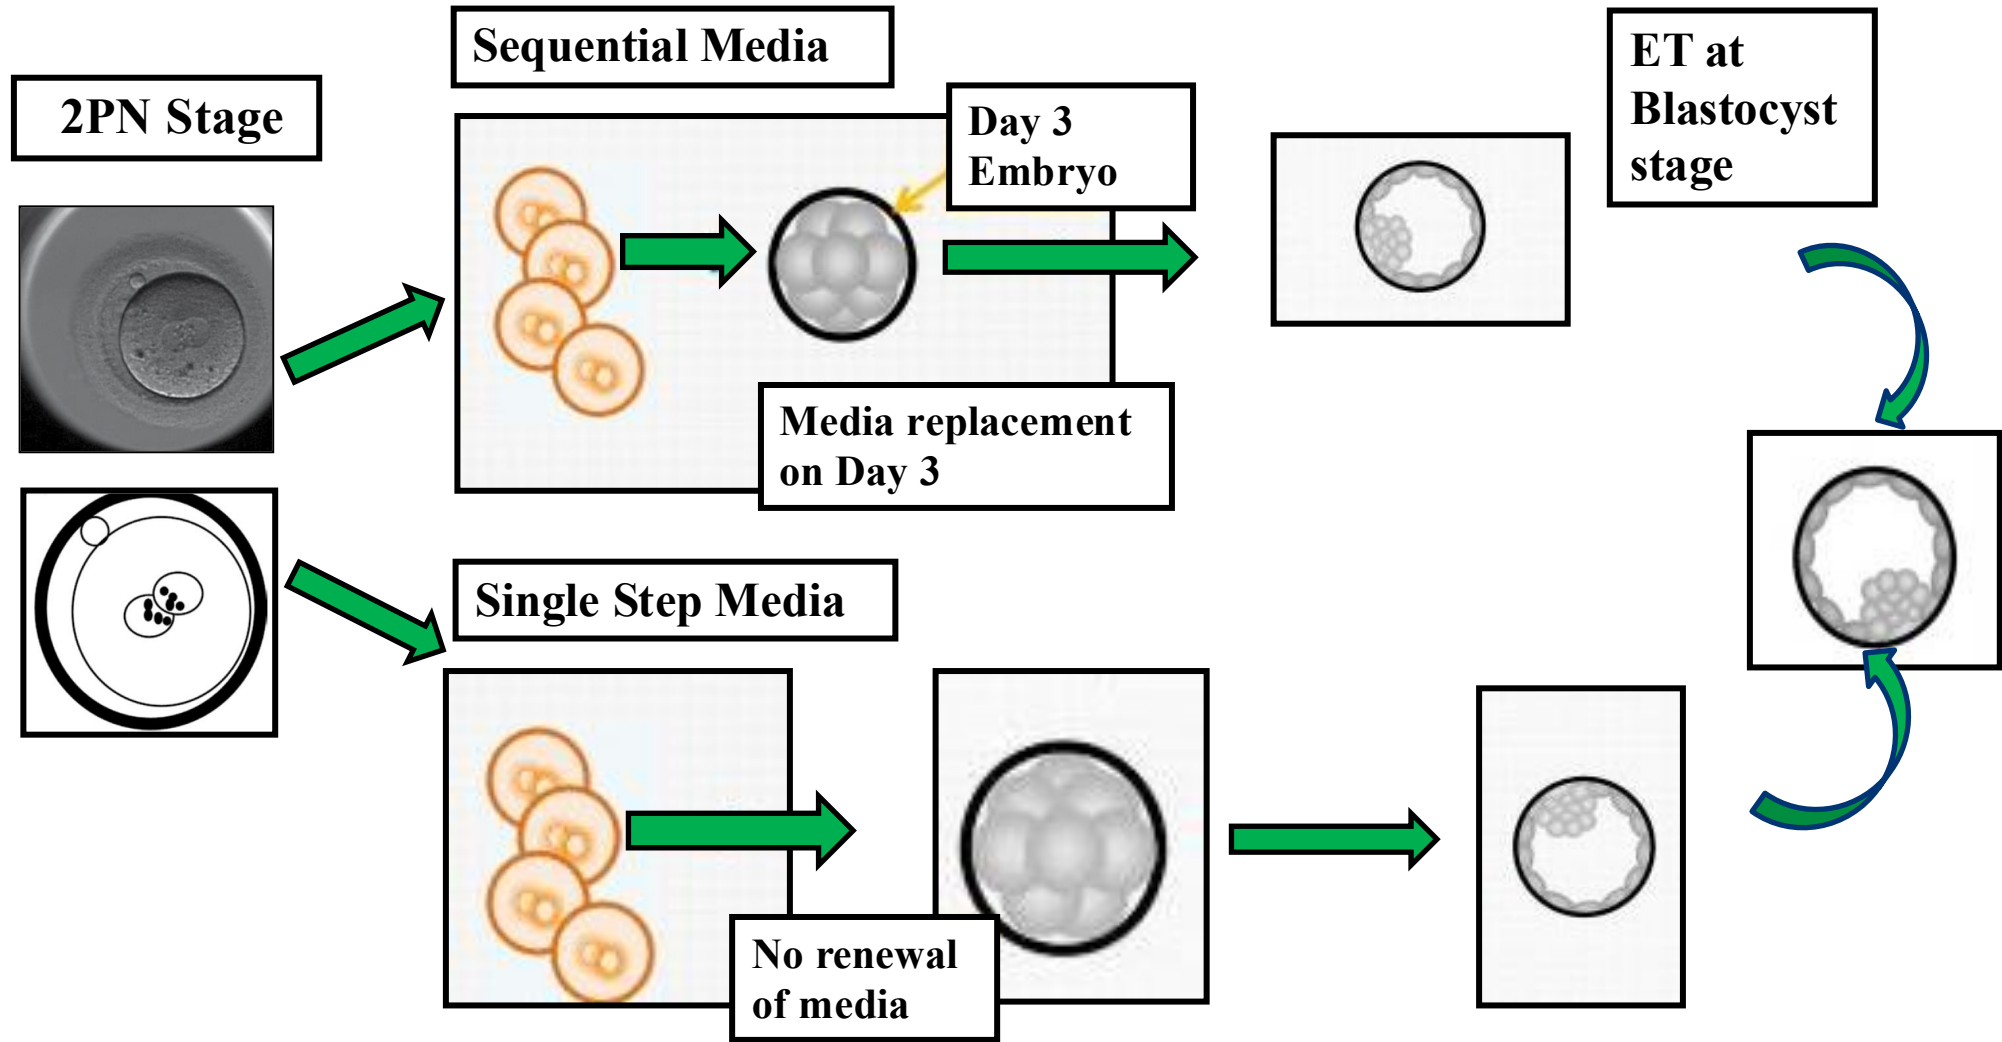 2PN Stage
Sequential Media
Day 3
Embryo
Media replacement
on Day 3
ET at
Blastocyst
stage
Single Step Media
No renewal
of media